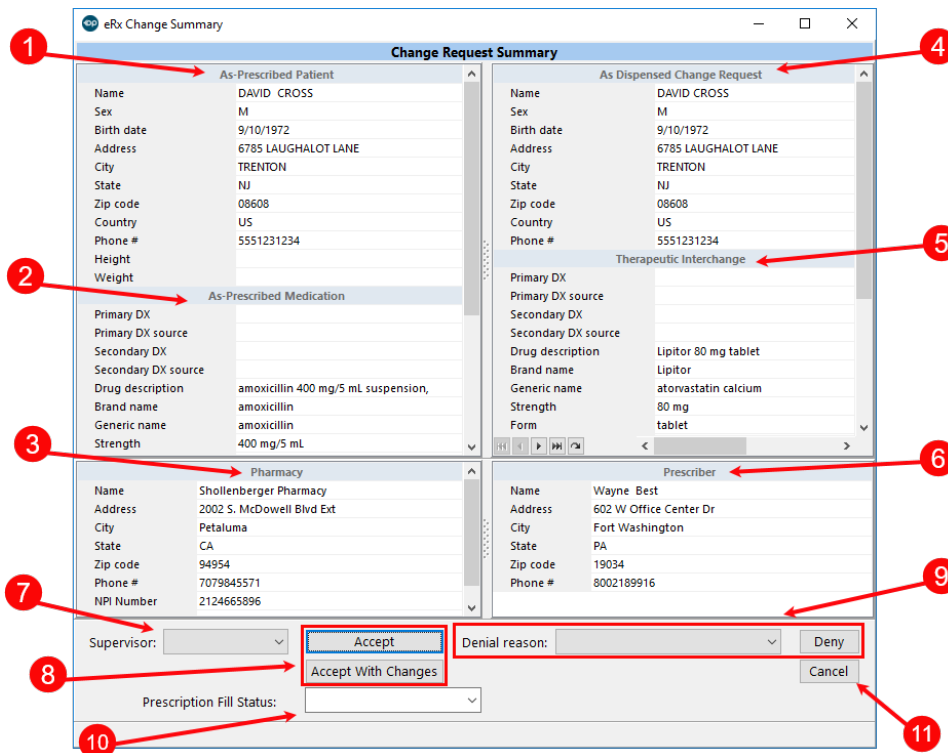 eRx Change Summary
Change Request Summary
1
As-Prescribed Patient
Name DAVID CROSS
Sex M
Birth date 9/10/1972
Address 6785 LAUGHALOT LANE
City TRENTON
State NJ
Zip code 08608
Country US
Phone # 5551231234
Height
Weight
2
As-Prescribed Medication
Primary DX
Primary DX source
Secondary DX
Secondary DX source
Drug description amoxicillin 400 mg/5 mL suspension,
Brand name amoxicillin
Generic name amoxicillin
Strength 400 mg/5 mL
4
As Dispensed Change Request
Name DAVID CROSS
Sex M
Birth date 9/10/1972
Address 6785 LAUGHALOT LANE
City TRENTON
State NJ
Zip code 08608
Country US
Phone # 5551231234
5
Therapeutic Interchange
Primary DX
Primary DX source
Secondary DX
Secondary DX source
Drug description Lipitor 80 mg tablet
Brand name Lipitor
Generic name atorvastatin calcium
Strength 80 mg
Form tablet
3
Pharmacy
Name Shollenberger Pharmacy
Address 2002 S. McDowell Blvd Ext
City Petaluma
State CA
Zip code 94954
Phone # 7079845571
NPI Number 2124665896
6
Prescriber
Name Wayne Best
Address 602 W Office Center Dr
City Fort Washington
State PA
Zip code 19034
Phone # 8002189916
7
9
Supervisor: Accept Denial reason: Deny
8
Accept With Changes Cancel
Prescription Fill Status:
10
11